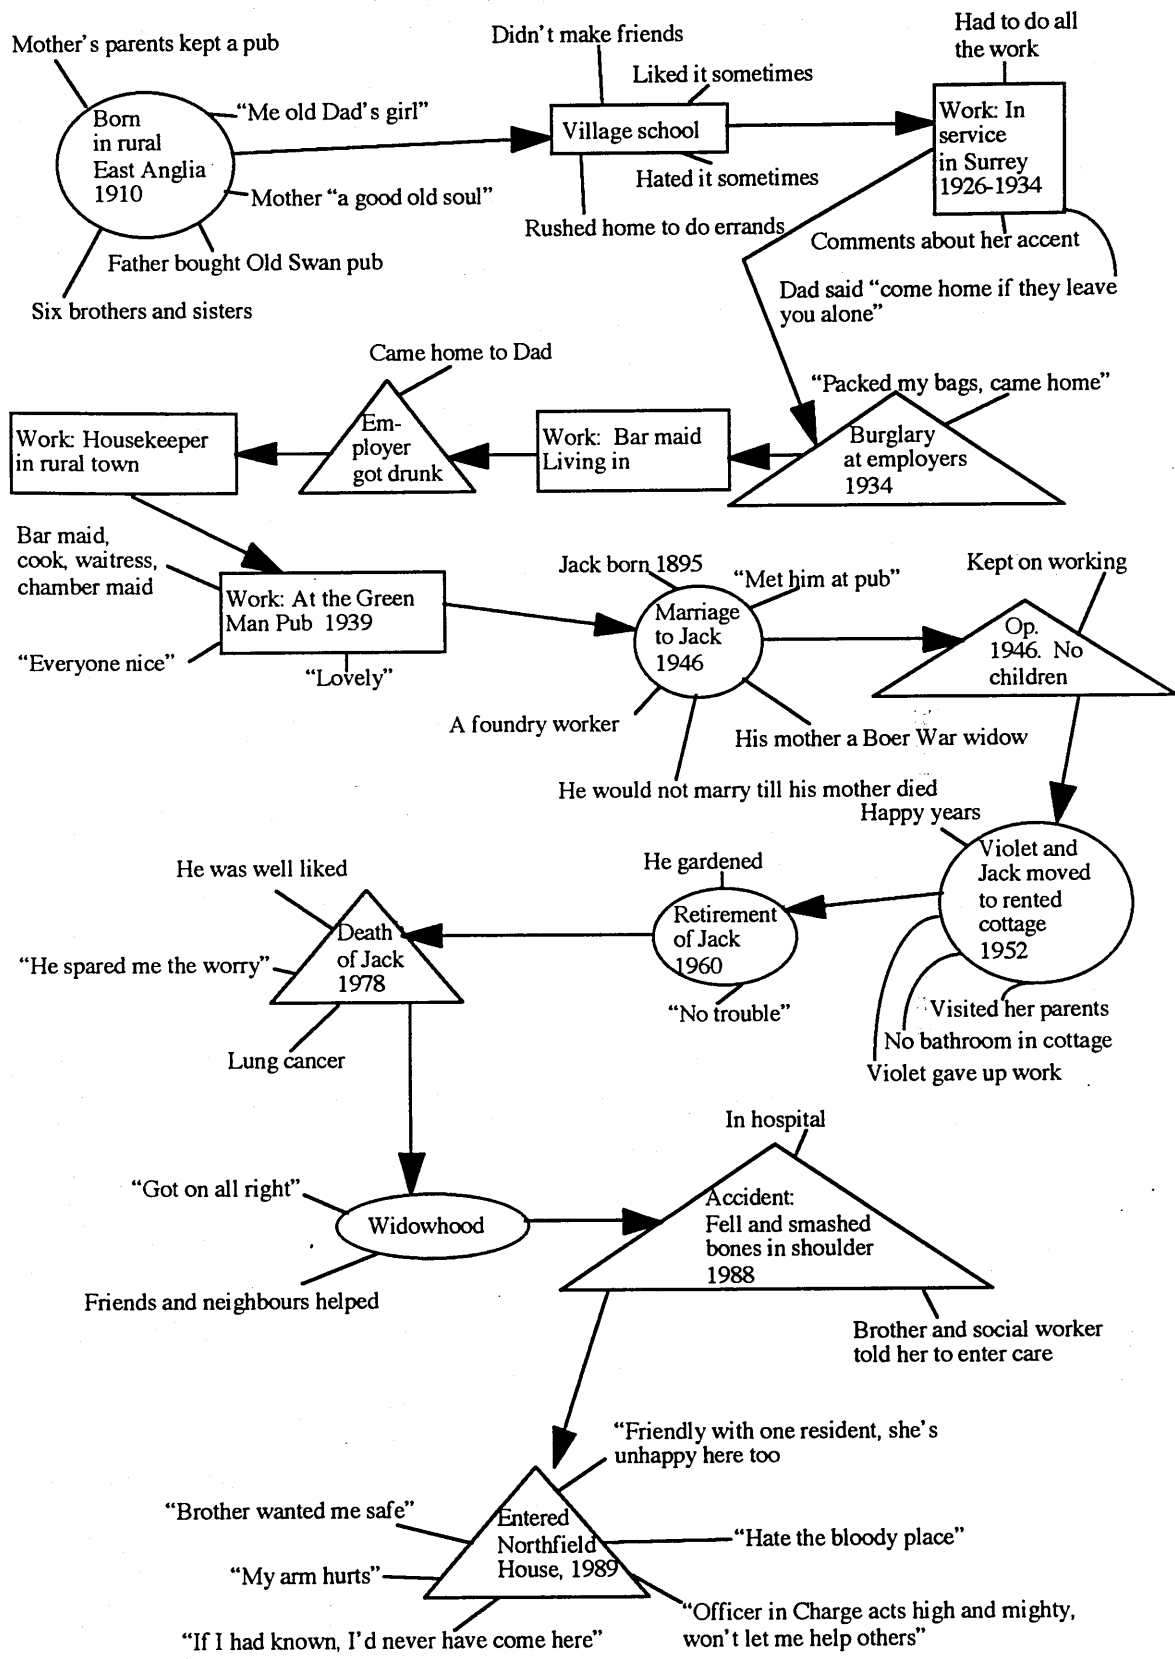 Mother's parents kept a pub
Born
in rural
East Anglia
1910
"Me old Dad's girl"
Mother "a good old soul"
Father bought Old Swan pub
Six brothers and sisters
Didn't make friends
Liked it sometimes
Village school
Hated it sometimes
Rushed home to do errands
Had to do all
the work
Work: In
service
in Surrey
1926-1934
Comments about her accent
Dad said "come home if they leave
you alone"
"Packed my bags, came home"
Burglary
at employers
1934
Work: Bar maid
Living in
Came home to Dad
Em-
ployer
got drunk
Work: Housekeeper
in rural town
Bar maid,
cook, waitress,
chamber maid
Work: At the Green
Man Pub 1939
"Everyone nice"
"Lovely"
Jack born 1895
"Met him at pub"
Marriage
to Jack
1946
A foundry worker
His mother a Boer War widow
He would not marry till his mother died
Kept on working
Op.
1946. No
children
Happy years
Violet and
Jack moved
to rented
cottage
1952
Visited her parents
No bathroom in cottage
Violet gave up work
He gardened
Retirement
of Jack
1960
"No trouble"
He was well liked
Death
of Jack
1978
"He spared me the worry"
Lung cancer
"Got on all right"
Widowhood
Friends and neighbours helped
In hospital
Accident:
Fell and smashed
bones in shoulder
1988
Brother and social worker
told her to enter care
"Friendly with one resident, she's
unhappy here too
"Brother wanted me safe"
Entered
Northfield
House, 1989
"Hate the bloody place"
"My arm hurts"
"Officer in Charge acts high and mighty,
won't let me help others"
"If I had known, I'd never have come here"